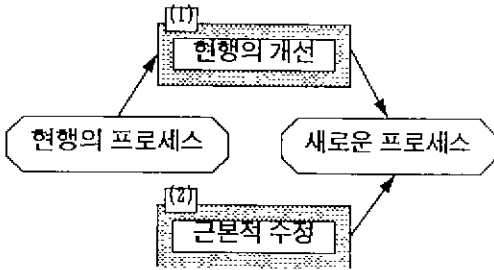 (1)
현행의 개선
현행의 프로세스
새로운 프로세스
(2)
근본적 수정